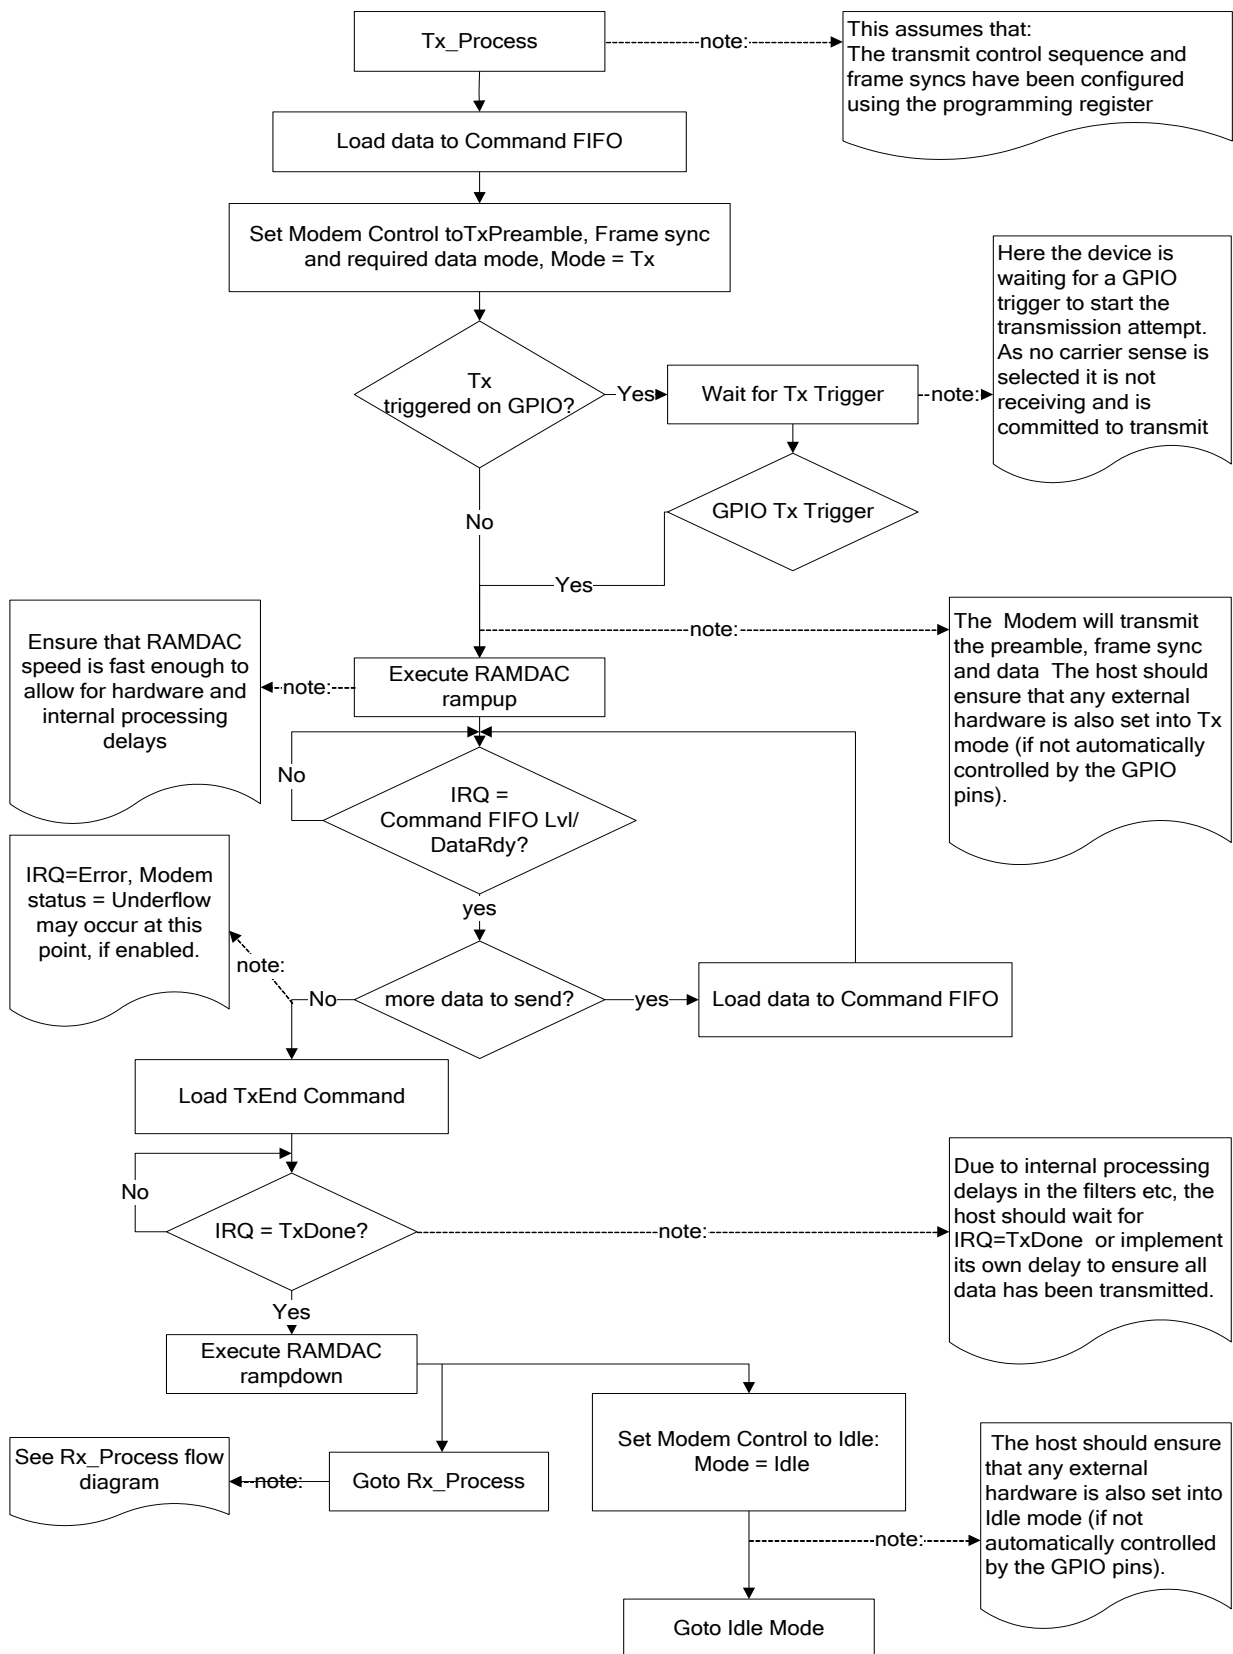 Tx_Process
note:
This assumes that:
The transmit control sequence and
frame syncs have been configured
using the programming register
Load data to Command FIFO
Set Modem Control toTxPreamble, Frame sync
and required data mode, Mode = Tx
Here the device is
waiting for a GPIO
trigger to start the
transmission attempt.
As no carrier sense is
selected it is not
receiving and is
committed to transmit
Tx
triggered on GPIO?
Yes
Wait for Tx Trigger
note:
No
GPIO Tx Trigger
Yes
note:
The  Modem will transmit
the preamble, frame sync
and data  The host should
ensure that any external
hardware is also set into Tx
mode (if not automatically
controlled by the GPIO
pins).
Ensure that RAMDAC
speed is fast enough to
allow for hardware and
internal processing
delays
note:
Execute RAMDAC
rampup
No
IRQ =
Command FIFO Lvl/
DataRdy?
yes
IRQ=Error, Modem
status = Underflow
may occur at this
point, if enabled.
note:
No
more data to send?
yes
Load data to Command FIFO
Load TxEnd Command
No
IRQ = TxDone?
note:
Due to internal processing
delays in the filters etc, the
host should wait for
IRQ=TxDone  or implement
its own delay to ensure all
data has been transmitted.
Yes
Execute RAMDAC
rampdown
See Rx_Process flow
diagram
note:
Goto Rx_Process
Set Modem Control to Idle:
Mode = Idle
note:
The host should ensure
that any external
hardware is also set into
Idle mode (if not
automatically controlled
by the GPIO pins).
Goto Idle Mode